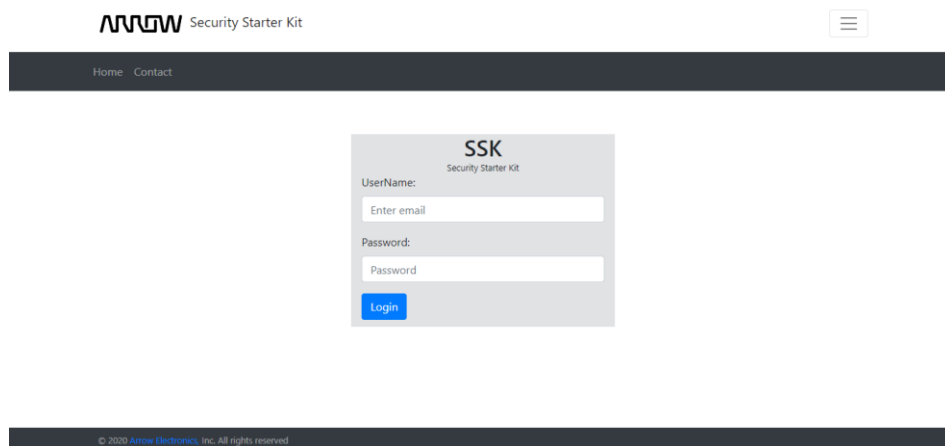 ARROW Security Starter Kit
Home Contact
SSK
Security Starter Kit
UserName:
Enter email
Password:
Password
Login
© 2020 Arrow Electronics, Inc. All rights reserved